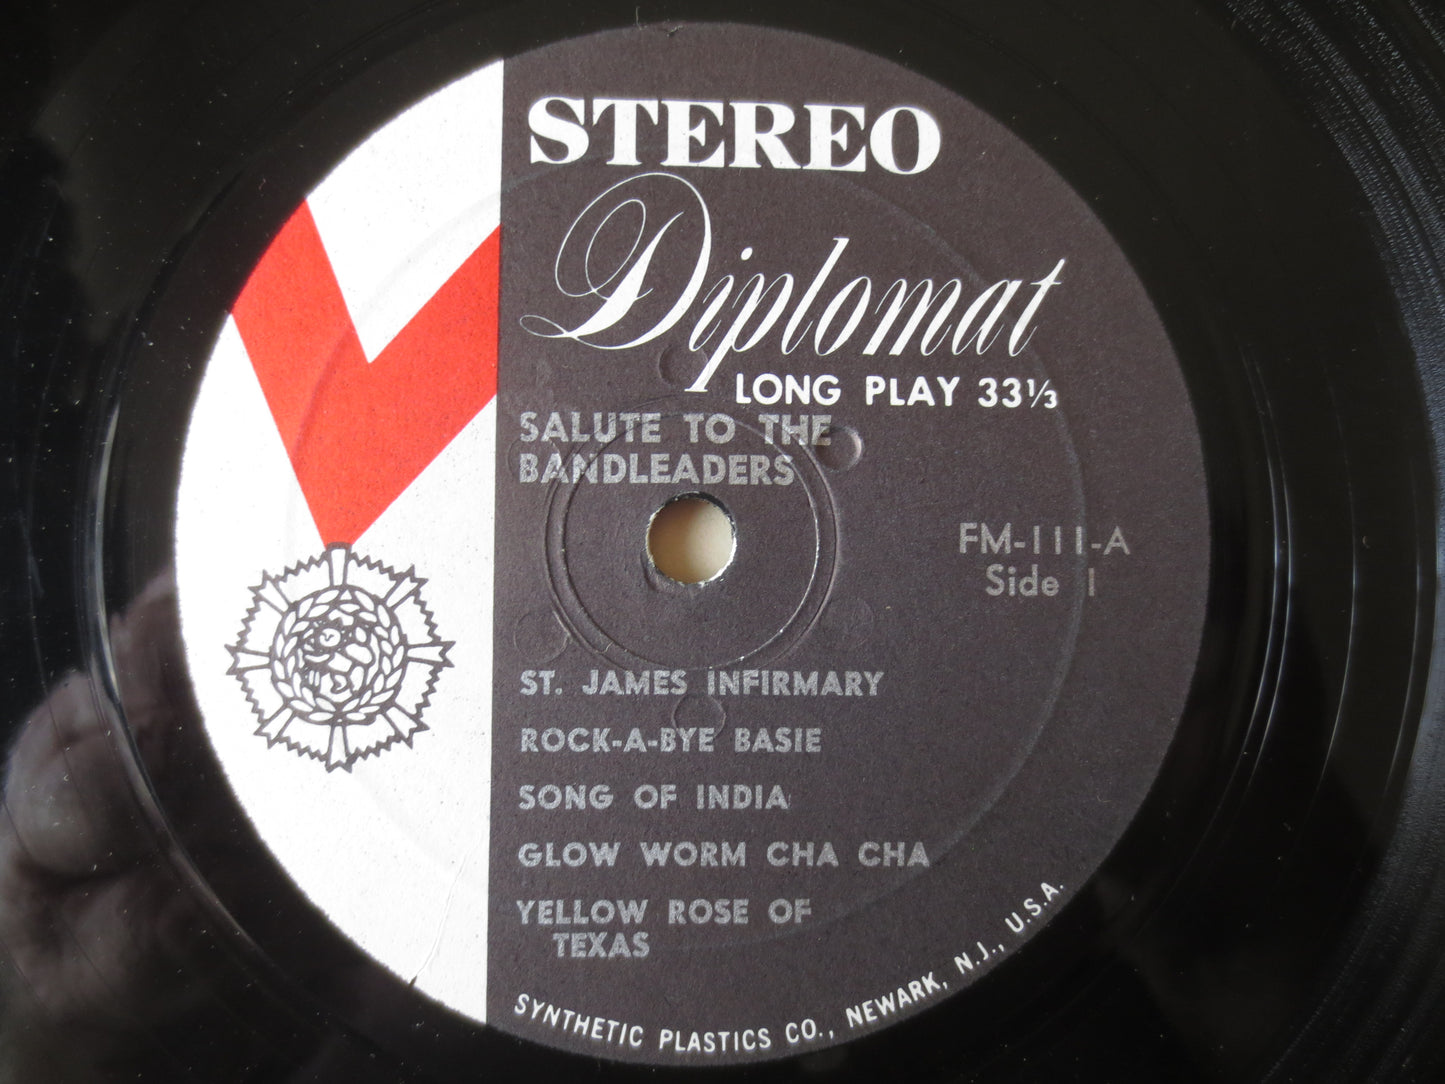 STEREO
Diplomat
LONG PLAY 33⅓
SALUTE TO THE
BANDLEADERS
FM-111-A
Side 1
ST. JAMES INFIRMARY
ROCK-A-BYE BASIE
SONG OF INDIA
GLOW WORM CHA CHA
YELLOW ROSE OF
TEXAS
SYNTHETIC PLASTICS CO., NEWARK, N.J., U.S.A.